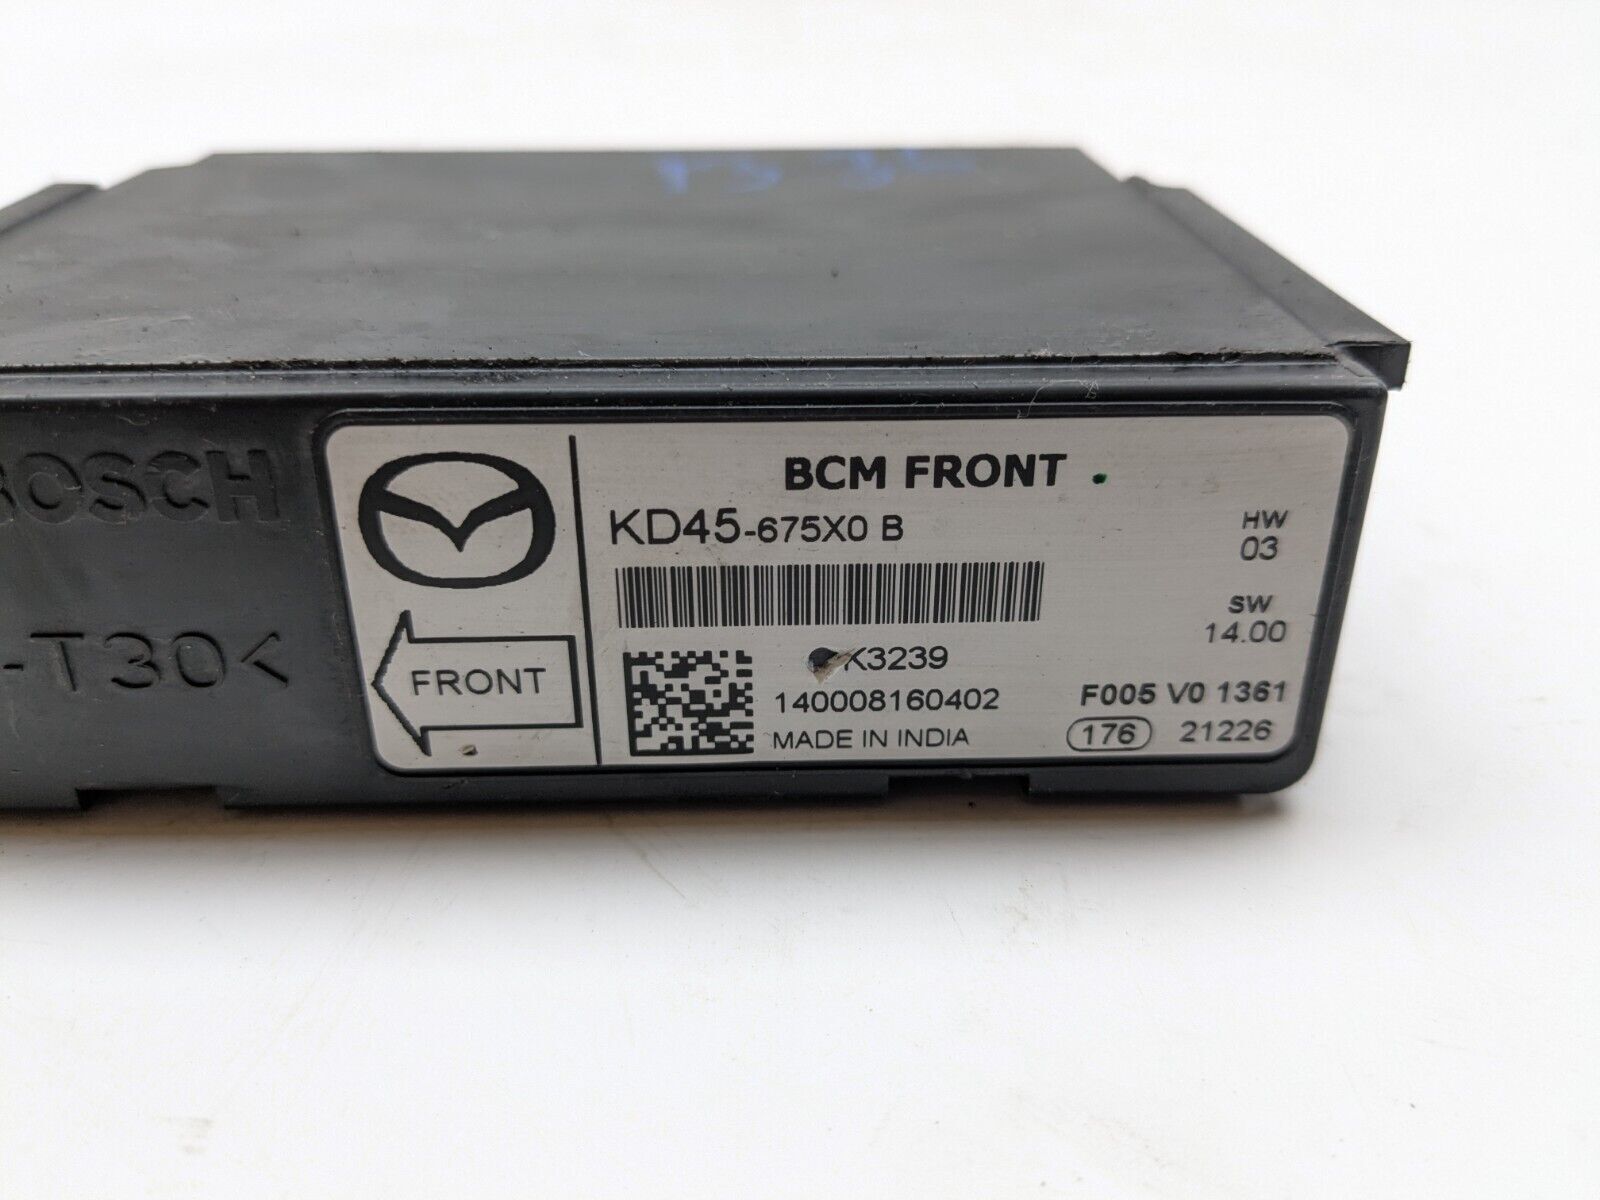 BOSCH
-T30<
FRONT
BCM FRONT
KD45-675X0 B
HW
03
SW
14.00
K3239
140008160402
MADE IN INDIA
F005 V0 1361
176 21226